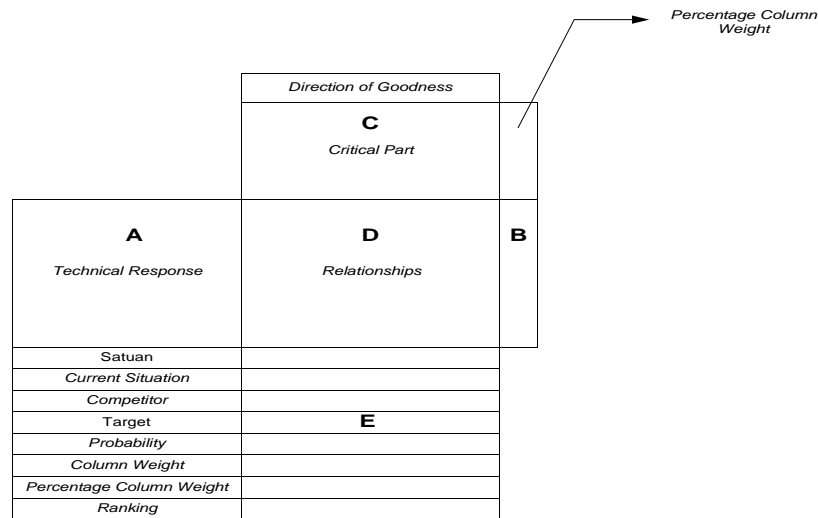 Percentage Column
Weight
Direction of Goodness
C
Critical Part
A
D
B
Technical Response
Relationships
Satuan
Current Situation
Competitor
Target
E
Probability
Column Weight
Percentage Column Weight
Ranking